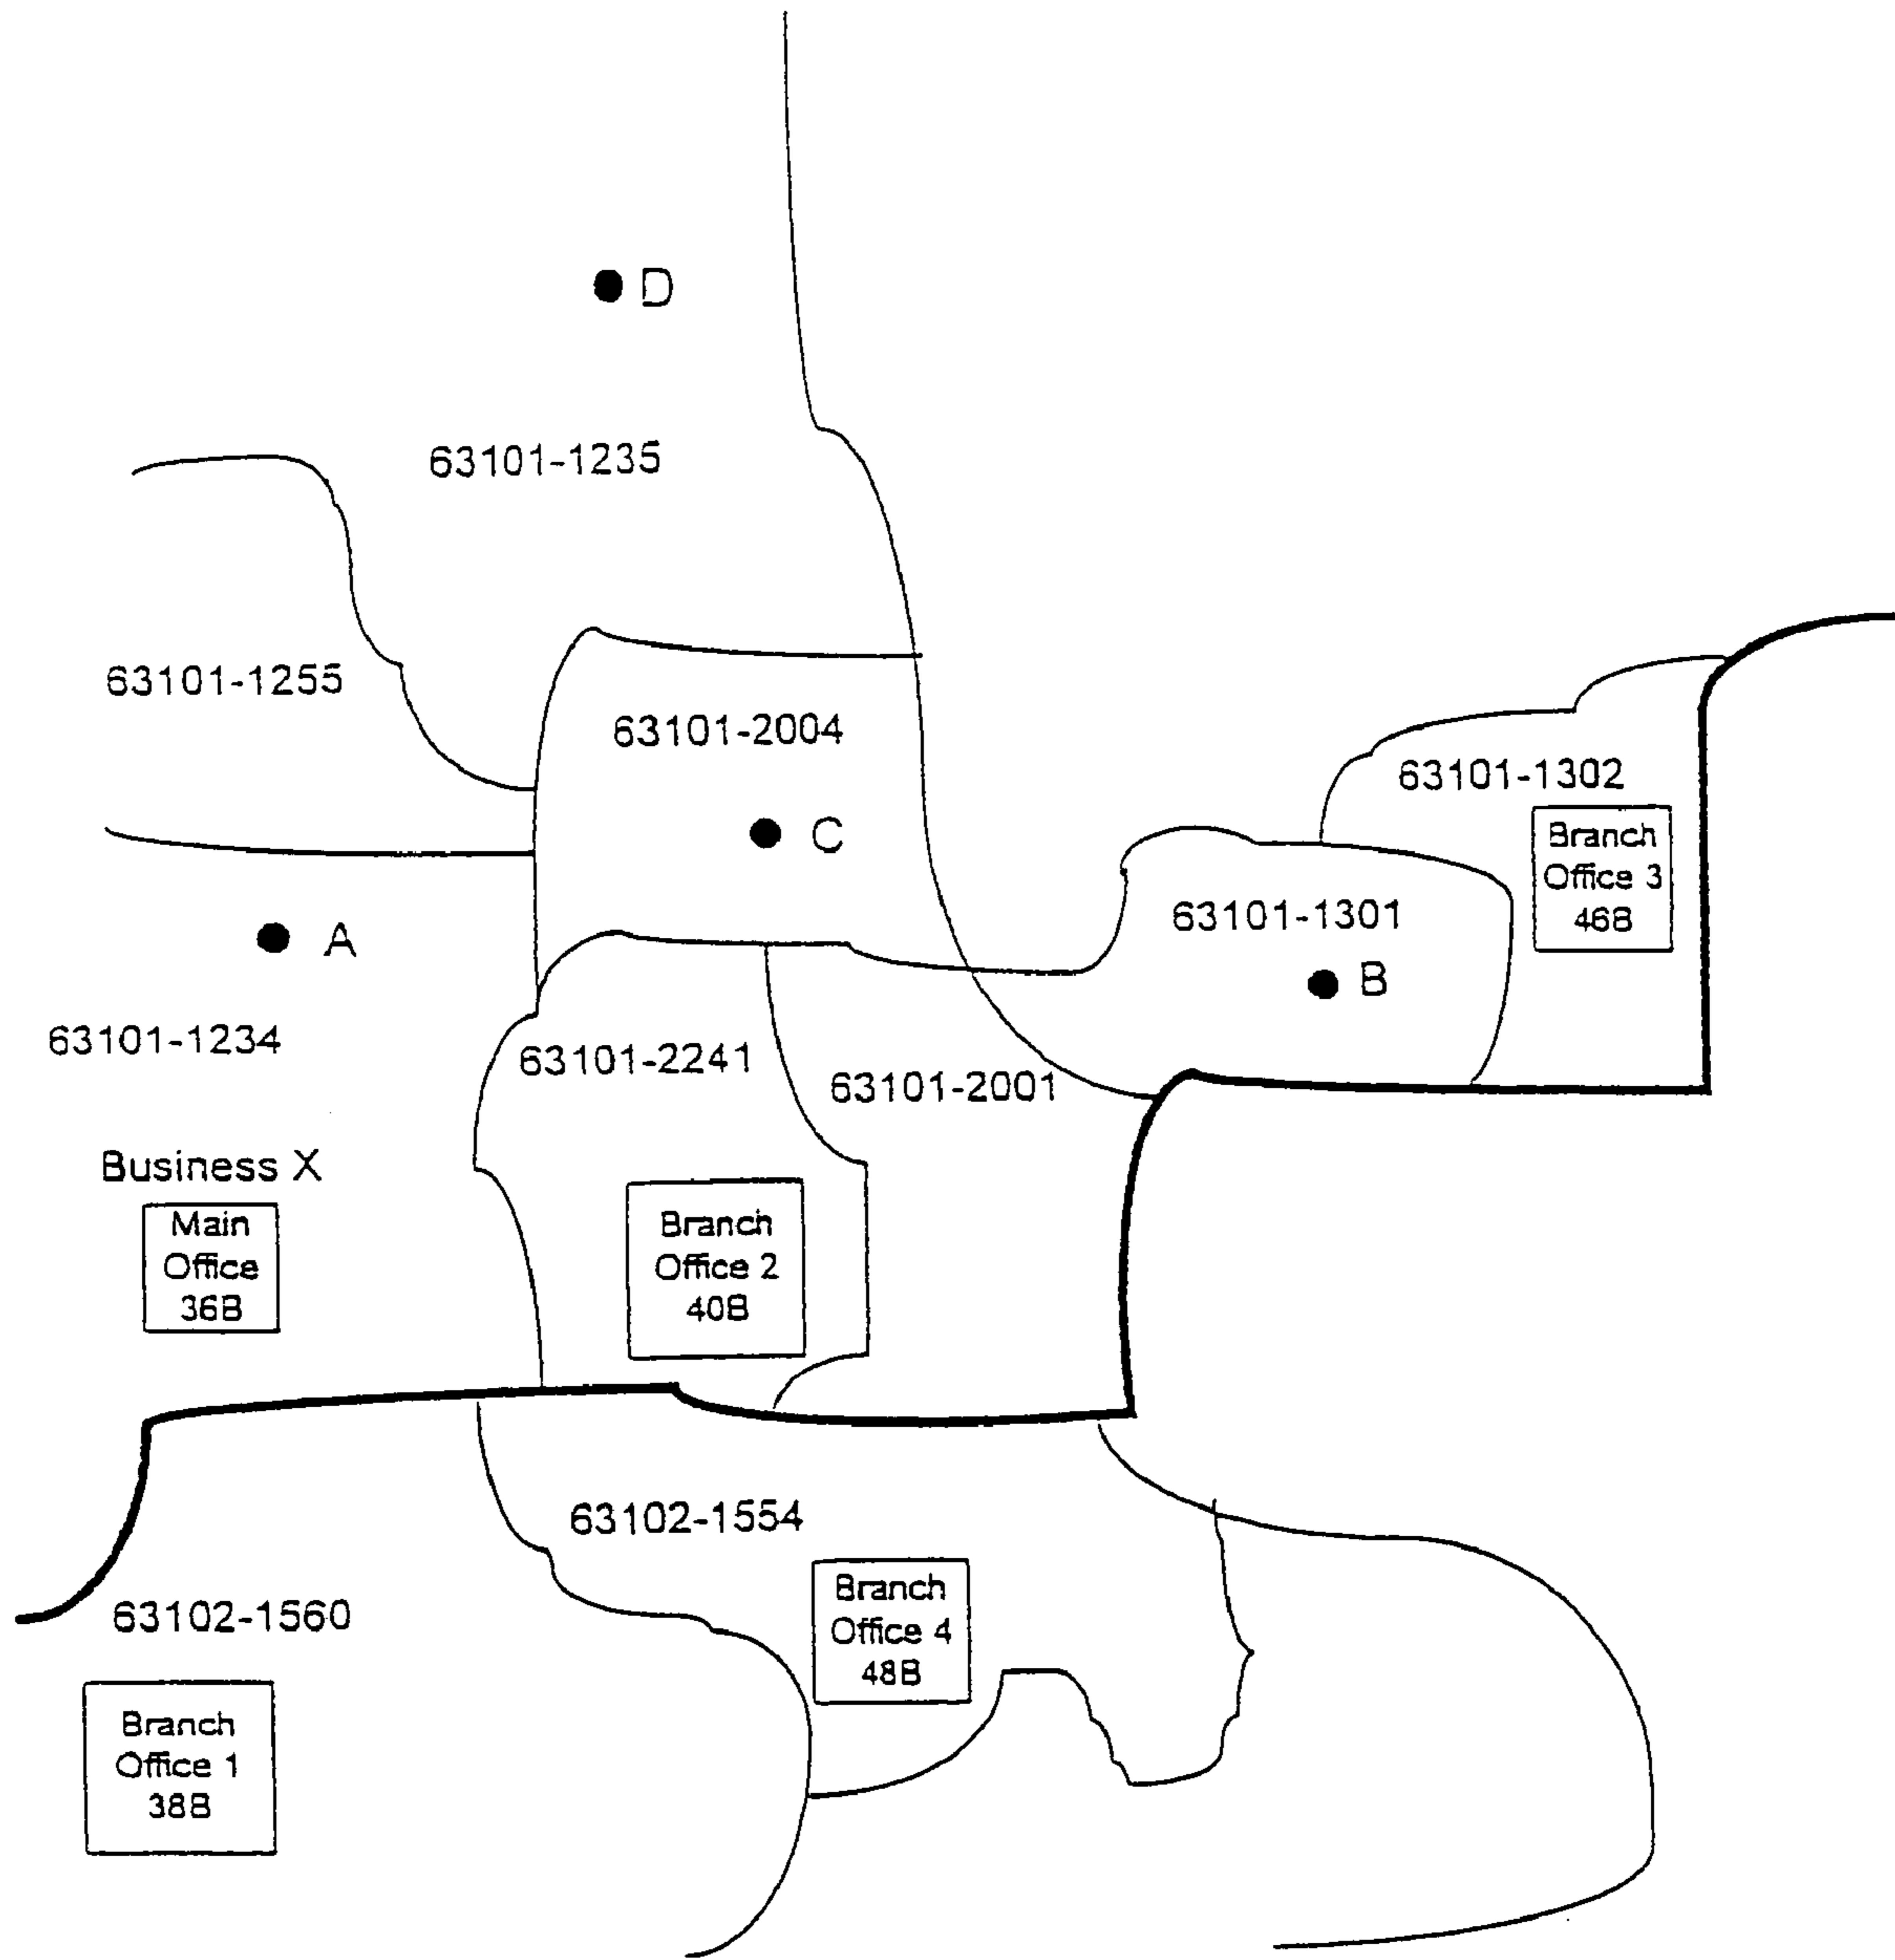 D
63101-1235
63101-1255
63101-2004
63101-1302
C
Branch
Office 3
46B
63101-1301
A
B
63101-1234
63101-2241
63101-2001
Business X
Main
Office
36B
Branch
Office 2
40B
63102-1554
63102-1560
Branch
Office 4
48B
Branch
Office 1
38B